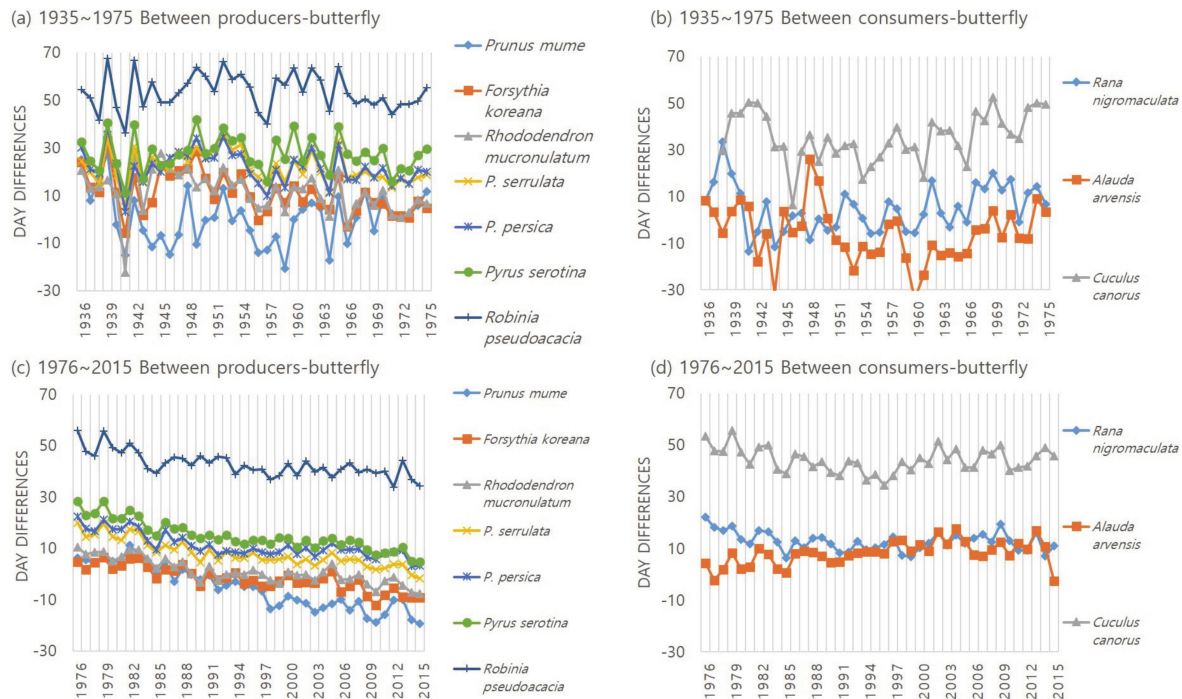 (a) 1935~1975 Between producers-butterfly
70
50
30
10
-10
-30
DAY DIFFERENCES
1936
1939
1942
1945
1948
1951
1954
1957
1960
1963
1966
1969
1972
1975
Prunus mume
Forsythia
koreana
Rhododendron
mucronulatum
P. serrulata
P. persica
Pyrus serotina
Robinia
pseudoacacia
(b) 1935~1975 Between consumers-butterfly
70
50
30
10
-10
-30
DAY DIFFERENCES
1936
1939
1942
1945
1948
1951
1954
1957
1960
1963
1966
1969
1972
1975
Rana
nigromaculata
Alauda
arvensis
Cuculus
canorus
(c) 1976~2015 Between producers-butterfly
70
50
30
10
-10
-30
DAY DIFFERENCES
1976
1979
1982
1985
1988
1991
1994
1997
2000
2003
2006
2009
2012
2015
Prunus mume
Forsythia koreana
Rhododendron
mucronulatum
P. serrulata
P. persica
Pyrus serotina
Robinia
pseudoacacia
(d) 1976~2015 Between consumers-butterfly
70
50
30
10
-10
-30
DAY DIFFERENCES
1976
1979
1982
1985
1988
1991
1994
1997
2000
2003
2006
2009
2012
2015
Rana
nigromaculata
Alauda
arvensis
Cuculus
canorus